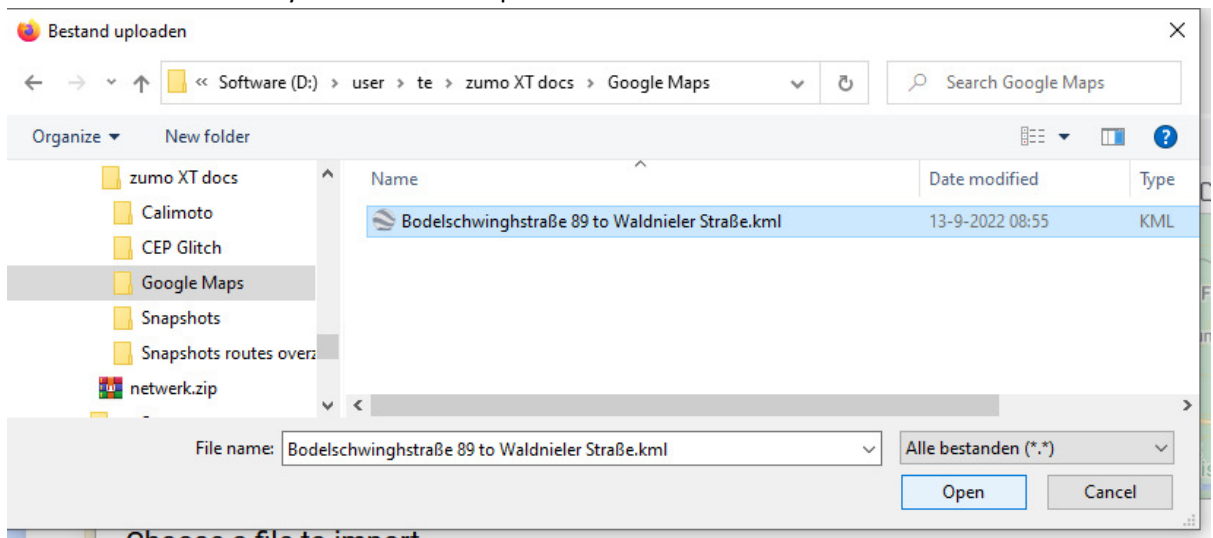 Bestand uploaden
« Software (D:) > user > te > zumo XT docs > Google Maps
Search Google Maps
Organize
New folder
zumo XT docs
Calimoto
CEP Glitch
Google Maps
Snapshots
Snapshots routes overz
netwerk.zip
Name
Date modified
Type
Bodelschwinghstraße 89 to Waldnieler Straße.kml
13-9-2022 08:55
KML
File name:
Bodelschwinghstraße 89 to Waldnieler Straße.kml
Alle bestanden (*.*)
Open
Cancel
Choose a file to import